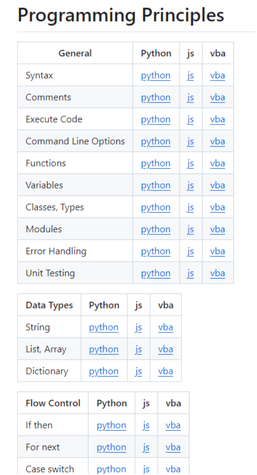 Programming Principles
General Python js vba
Syntax python js vba
Comments python js vba
Execute Code python js vba
Command Line Options python js vba
Functions python js vba
Variables python js vba
Classes, Types python js vba
Modules python js vba
Error Handling python js vba
Unit Testing python js vba
Data Types Python js vba
String python js vba
List, Array python js vba
Dictionary python js vba
Flow Control Python js vba
If then python js vba
For next python js vba
Case switch python js vba